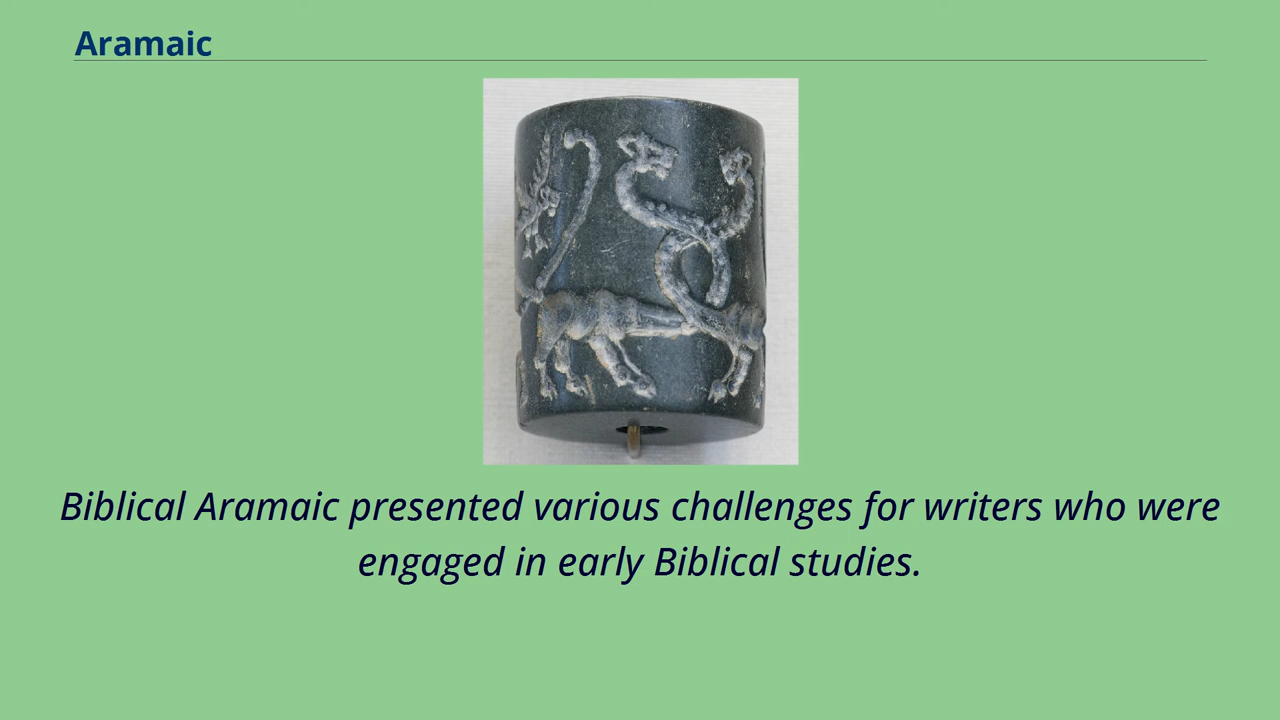 Aramaic
Biblical Aramaic presented various challenges for writers who were
engaged in early Biblical studies.